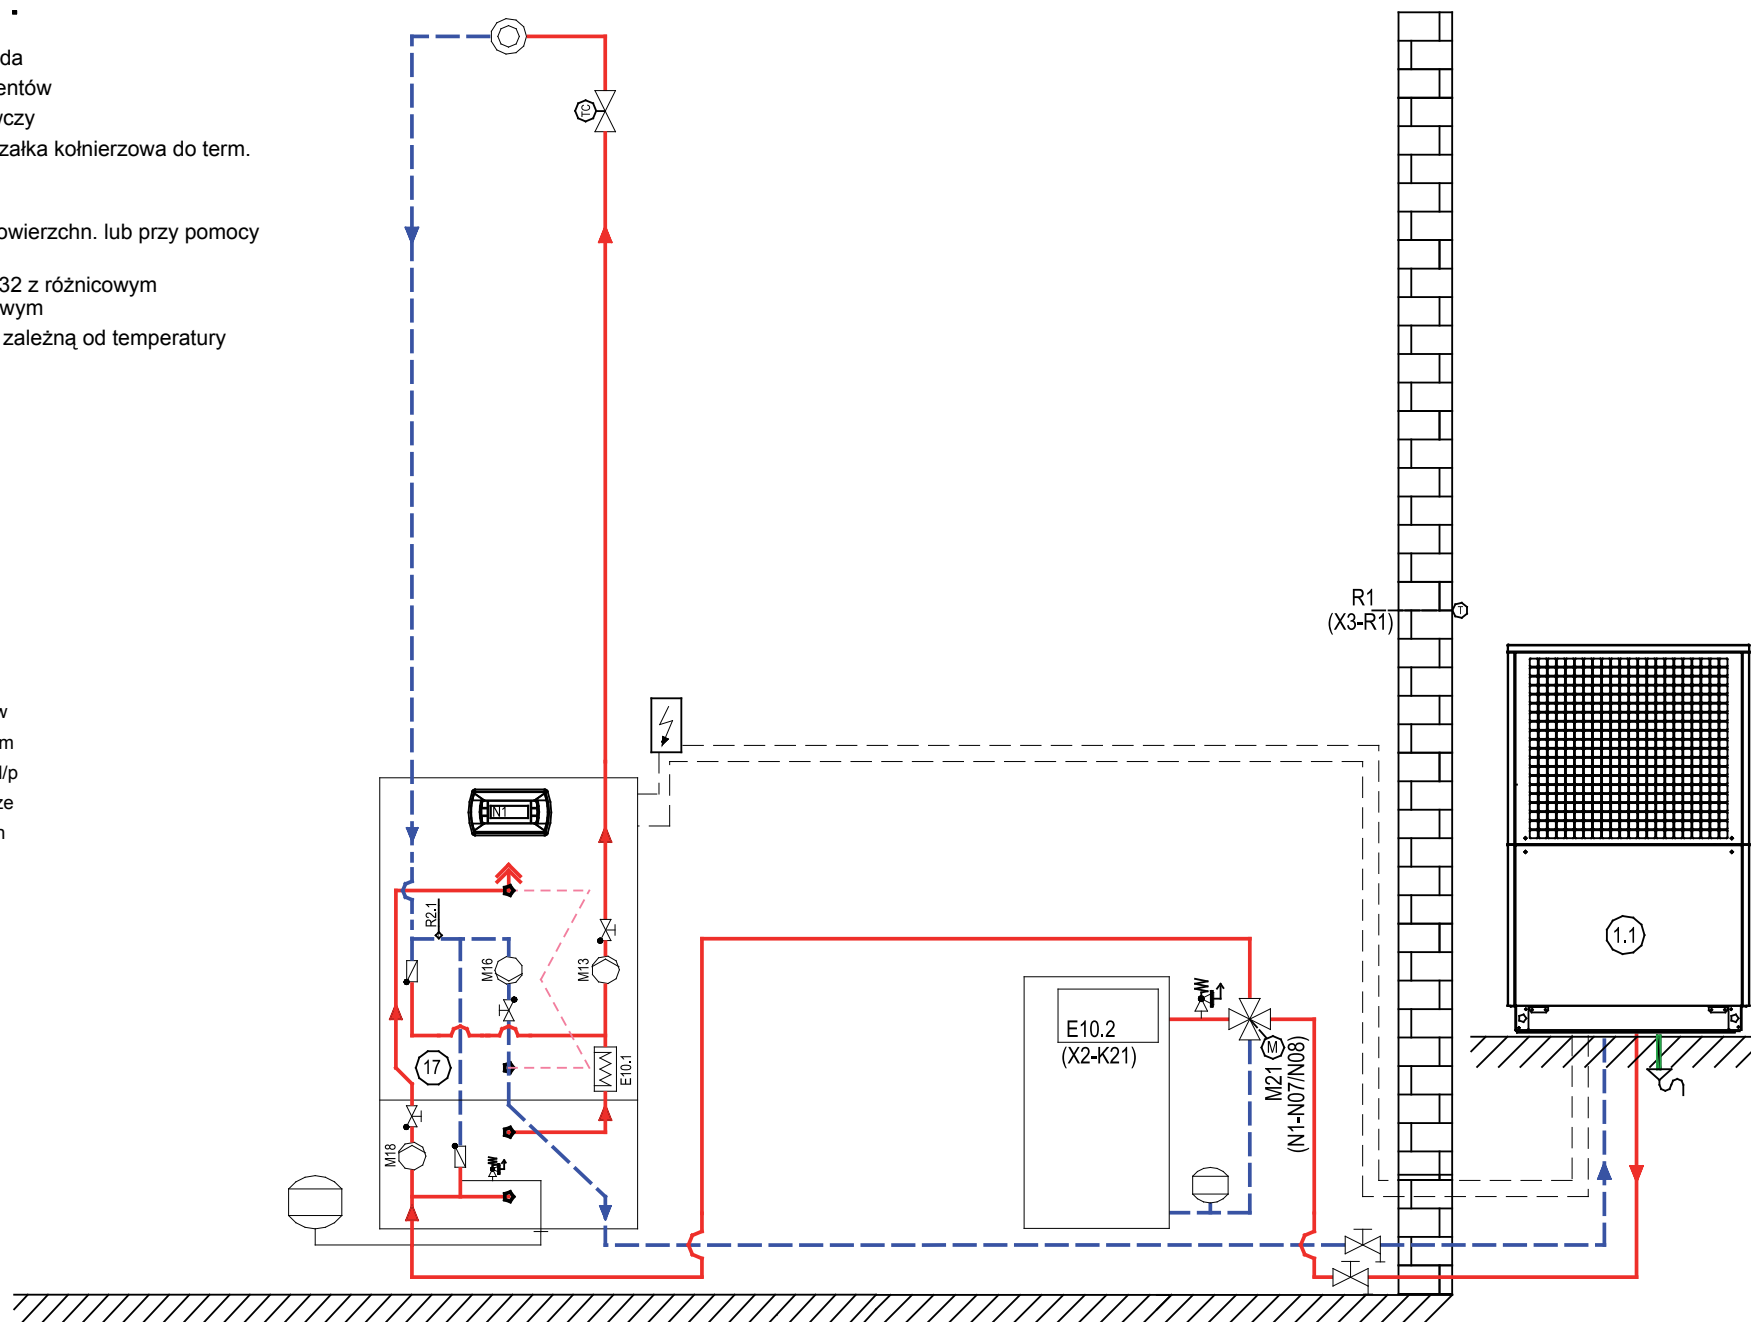 da
entów
wczy
załka kołnierzowa do term.
owierzchn. lub przy pomocy
32 z różnicowym
wym
zależną od temperatury
TC
R1
(X3-R1)
T
w
m
l/p
ze
n
N1
R2.1
M16
M13
1.1
E10.2
(X2-K21)
M
M21
(N1-N07/N08)
17
E10.1
M18